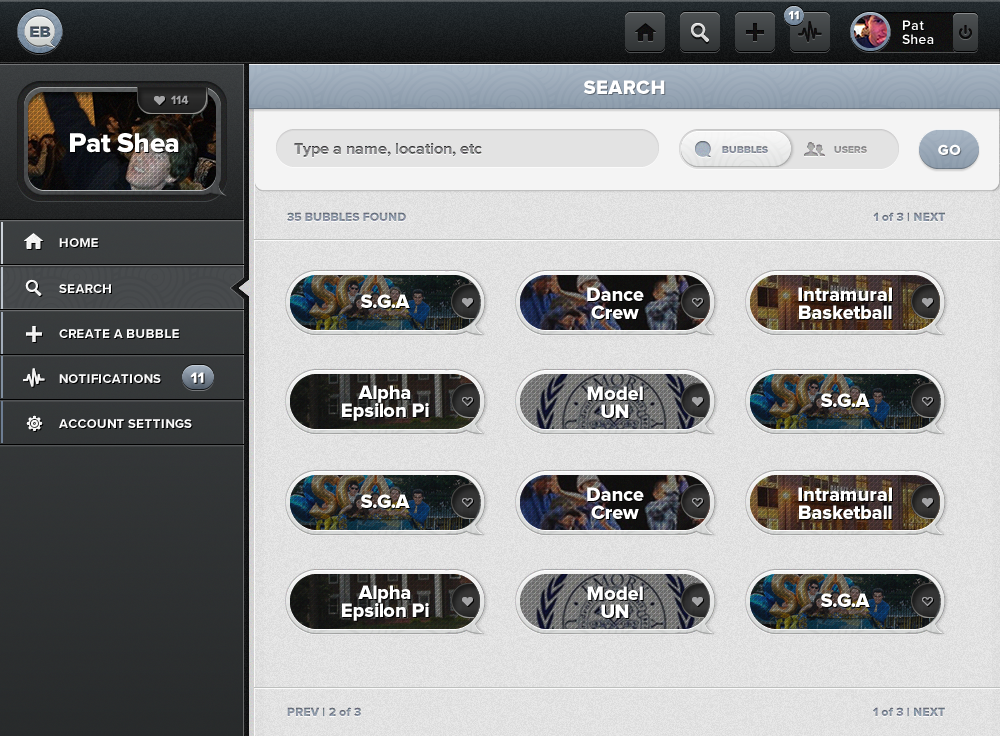 EB
11
Pat
Shea
114
Pat Shea
HOME
SEARCH
CREATE A BUBBLE
NOTIFICATIONS 11
ACCOUNT SETTINGS
SEARCH
Type a name, location, etc
BUBBLES
USERS
GO
35 BUBBLES FOUND
1 of 3 | NEXT
S.G.A
Dance
Crew
Intramural
Basketball
Alpha
Epsilon Pi
Model
UN
S.G.A
S.G.A
Dance
Crew
Intramural
Basketball
Alpha
Epsilon Pi
Model
UN
S.G.A
PREV | 2 of 3
1 of 3 | NEXT